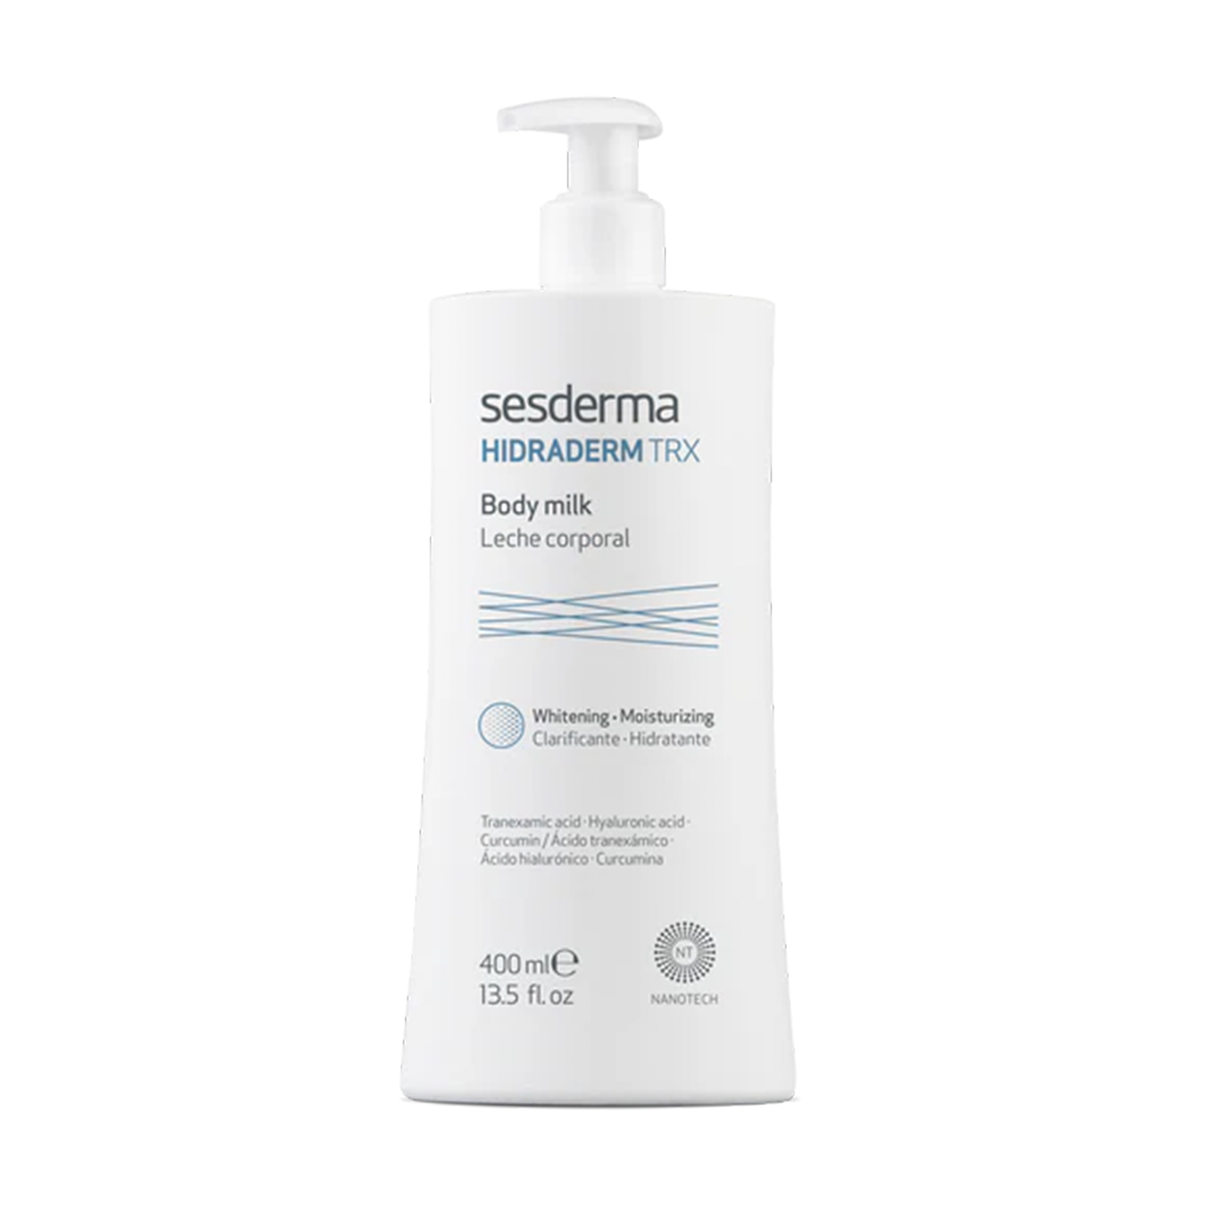 sesderma
HIDRADERM TRX
Body milk
Leche corporal
Whitening · Moisturizing
Clarificante · Hidratante
Tranexamic acid · Hyaluronic acid ·
Curcumin / Ácido tranexámico ·
Ácido hialurónico · Curcumina
400 ml ℮
13.5 fl. oz
NT
NANOTECH